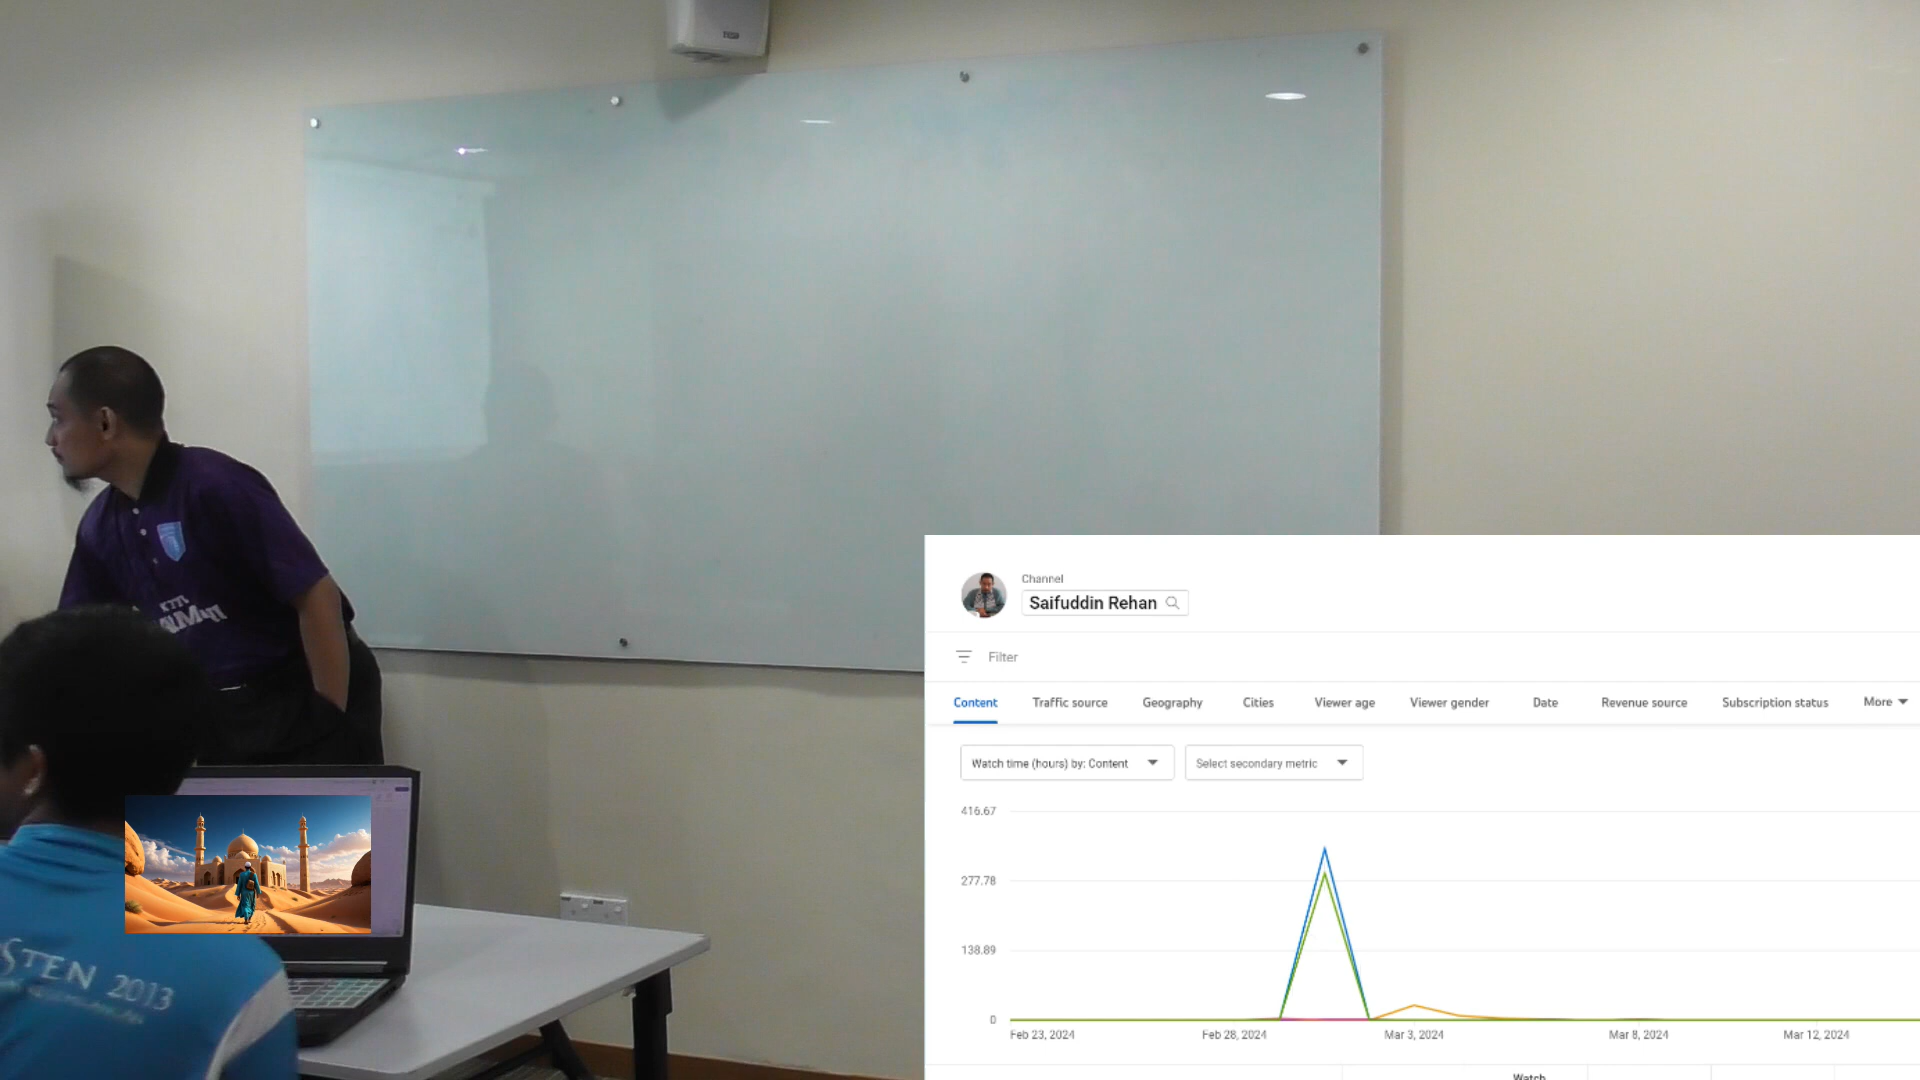 Channel
Saifuddin Rehan
Filter
Content Traffic source Geography Cities Viewer age Viewer gender Date Revenue source Subscription status More
Watch time (hours) by: Content Select secondary metric
416.67
277.78
138.89
0
Feb 23, 2024 Feb 28, 2024 Mar 3, 2024 Mar 8, 2024 Mar 12, 2024
Watch
STEN 2013